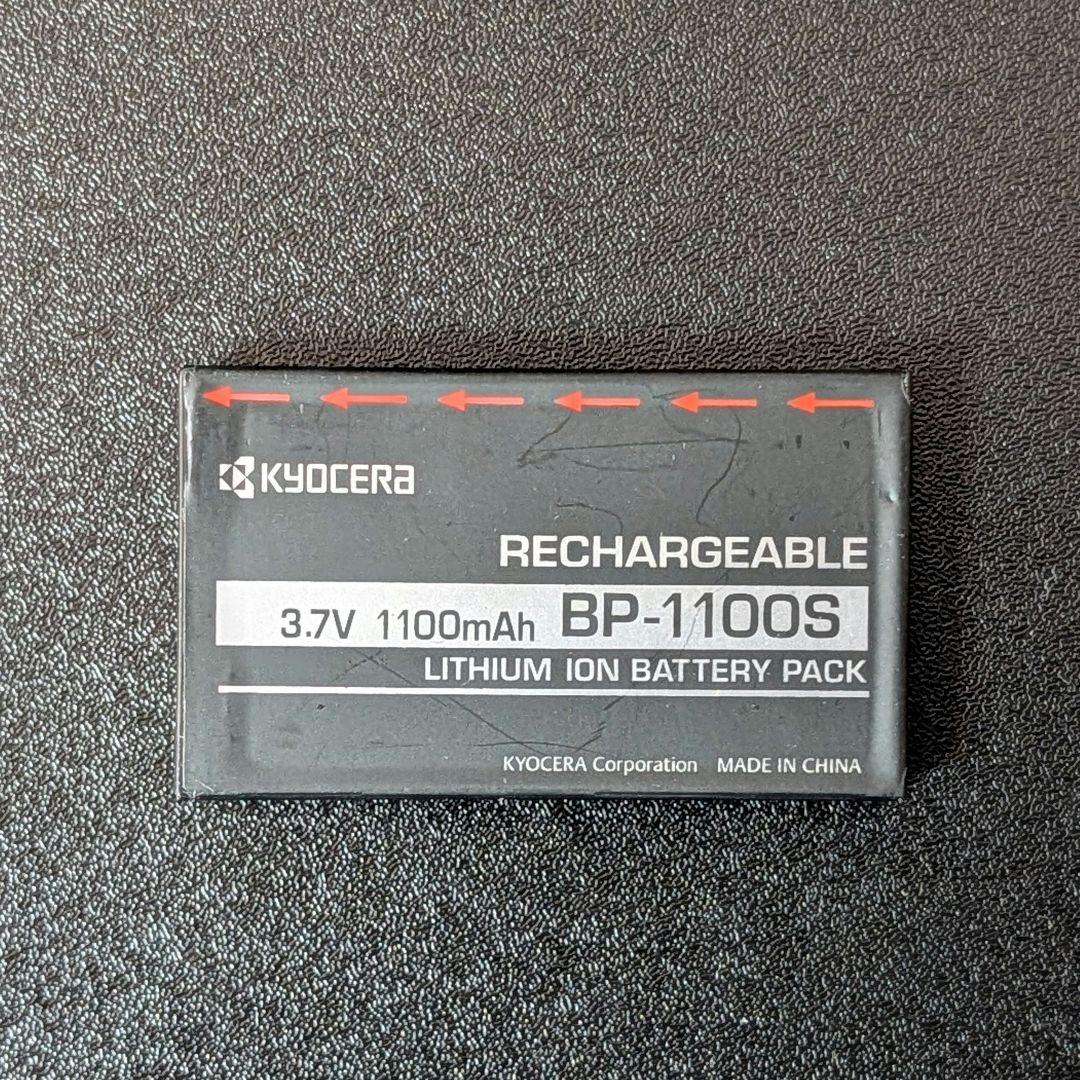 KYOCERA
RECHARGEABLE
3.7V 1100mAh BP-1100S
LITHIUM ION BATTERY PACK
KYOCERA Corporation MADE IN CHINA